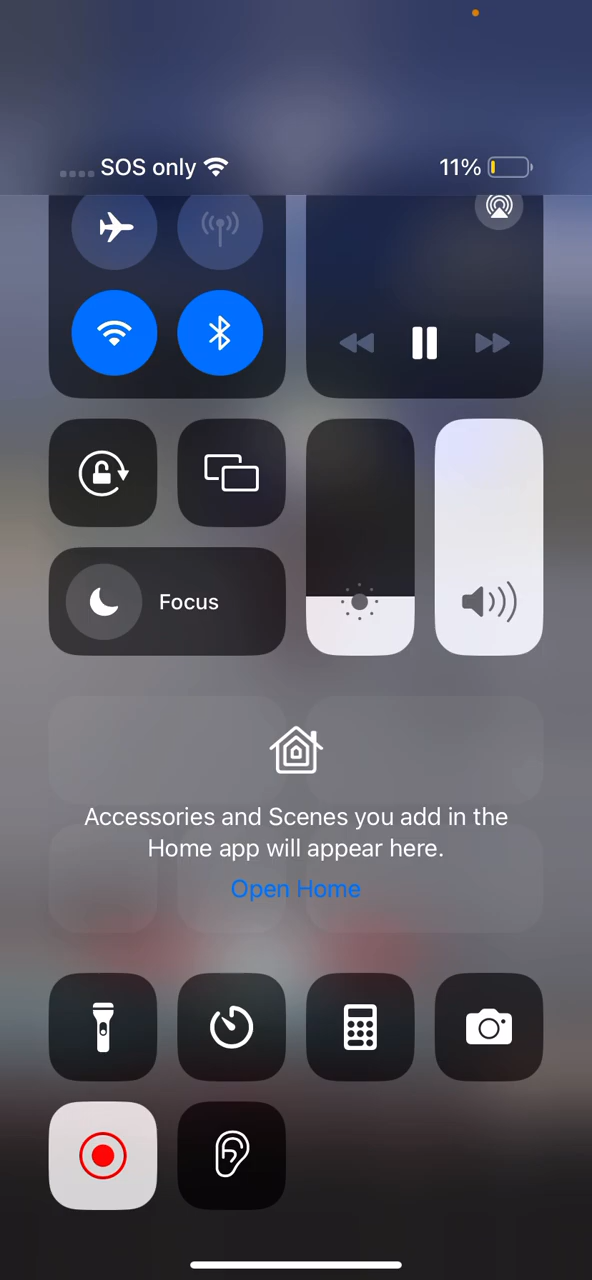 SOS only
11%
Focus
Accessories and Scenes you add in the
Home app will appear here.
Open Home